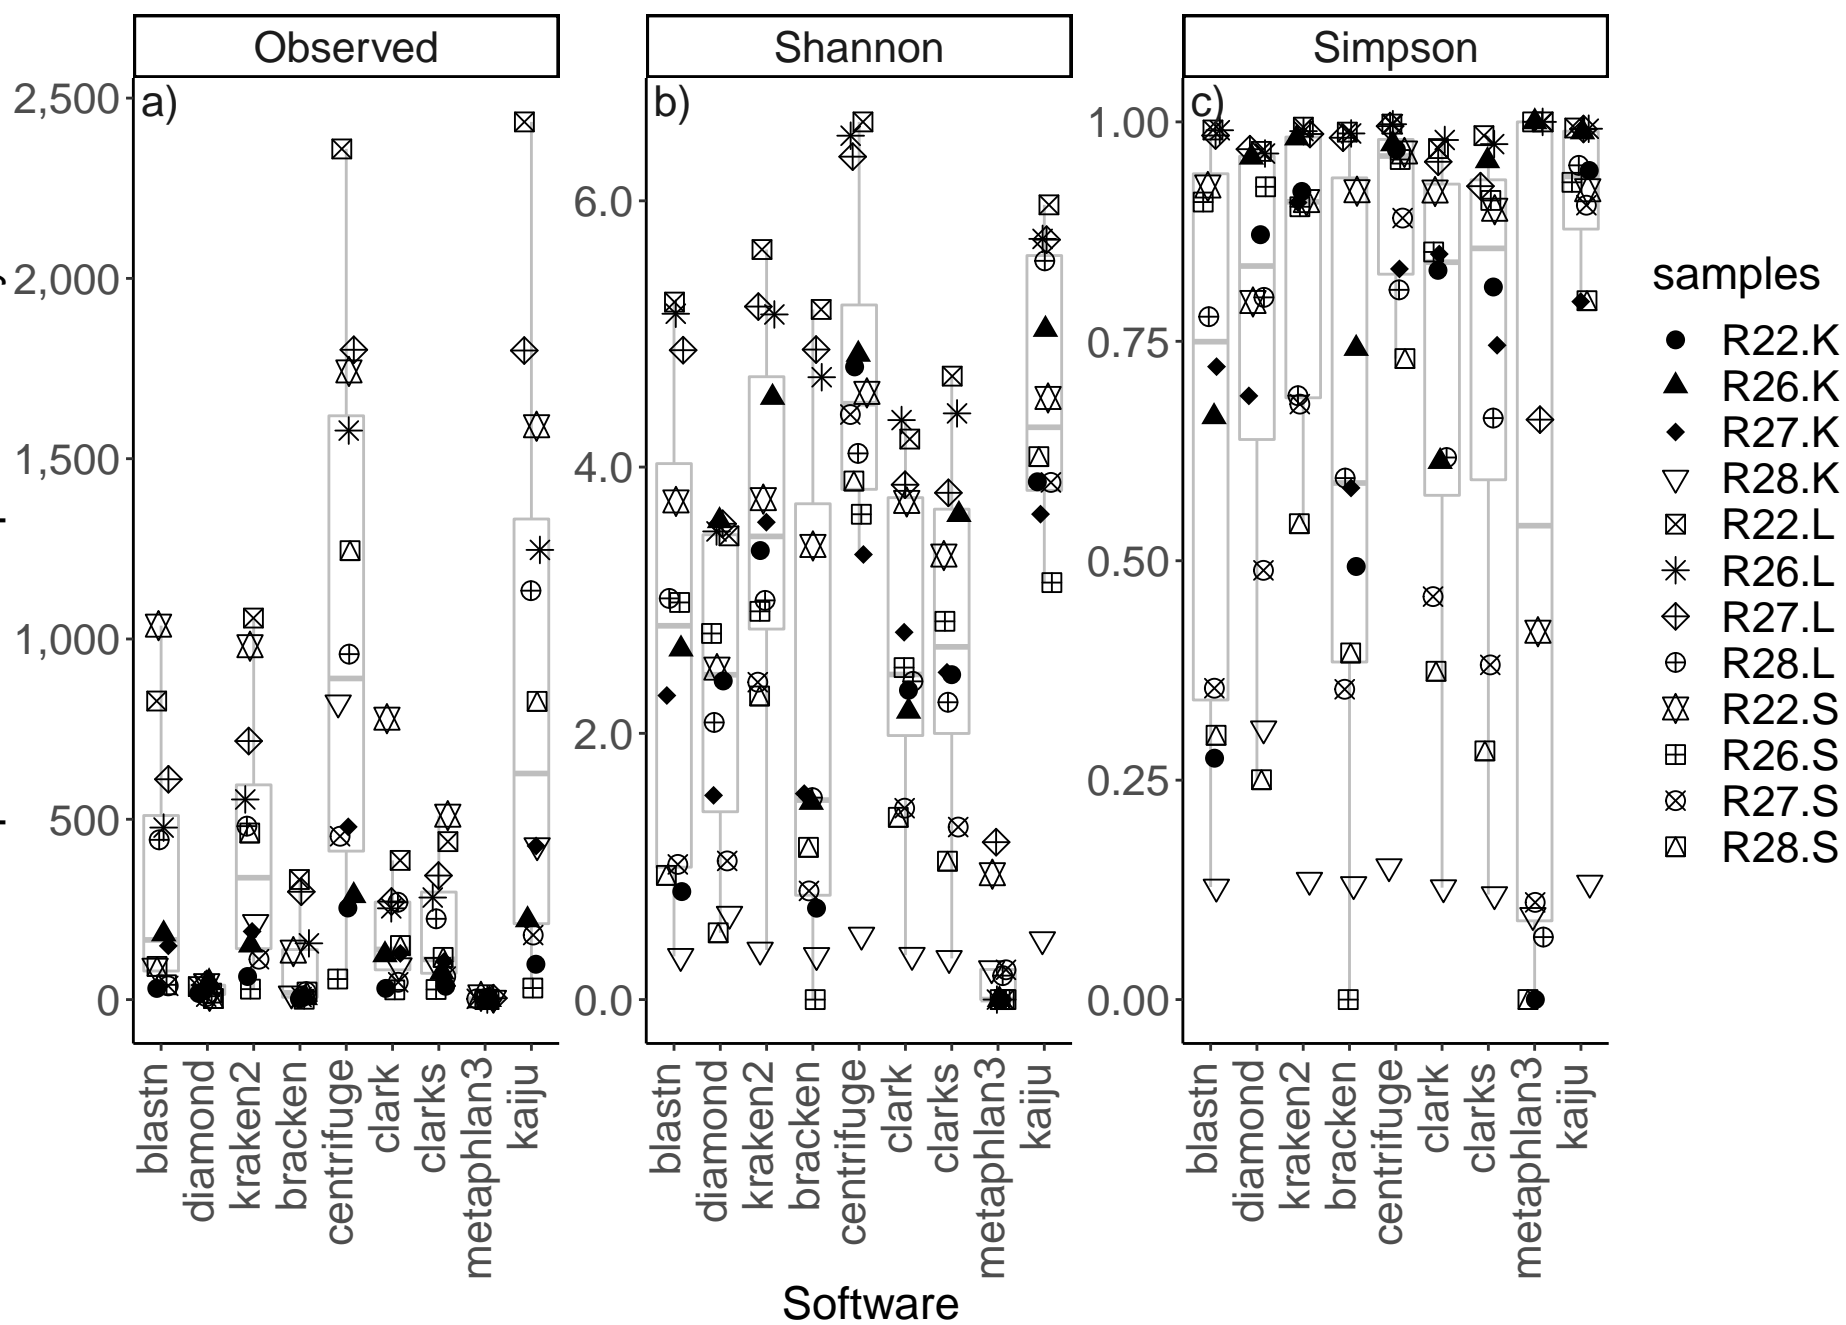 Observed
Shannon
Simpson
a)
b)
c)
2,500
2,000
1,500
1,000
500
0
6.0
4.0
2.0
0.0
1.00
0.75
0.50
0.25
0.00
blastn
diamond
kraken2
bracken
centrifuge
clark
clarks
metaphlan3
kaiju
blastn
diamond
kraken2
bracken
centrifuge
clark
clarks
metaphlan3
kaiju
blastn
diamond
kraken2
bracken
centrifuge
clark
clarks
metaphlan3
kaiju
Software
samples
R22.K
R26.K
R27.K
R28.K
R22.L
R26.L
R27.L
R28.L
R22.S
R26.S
R27.S
R28.S